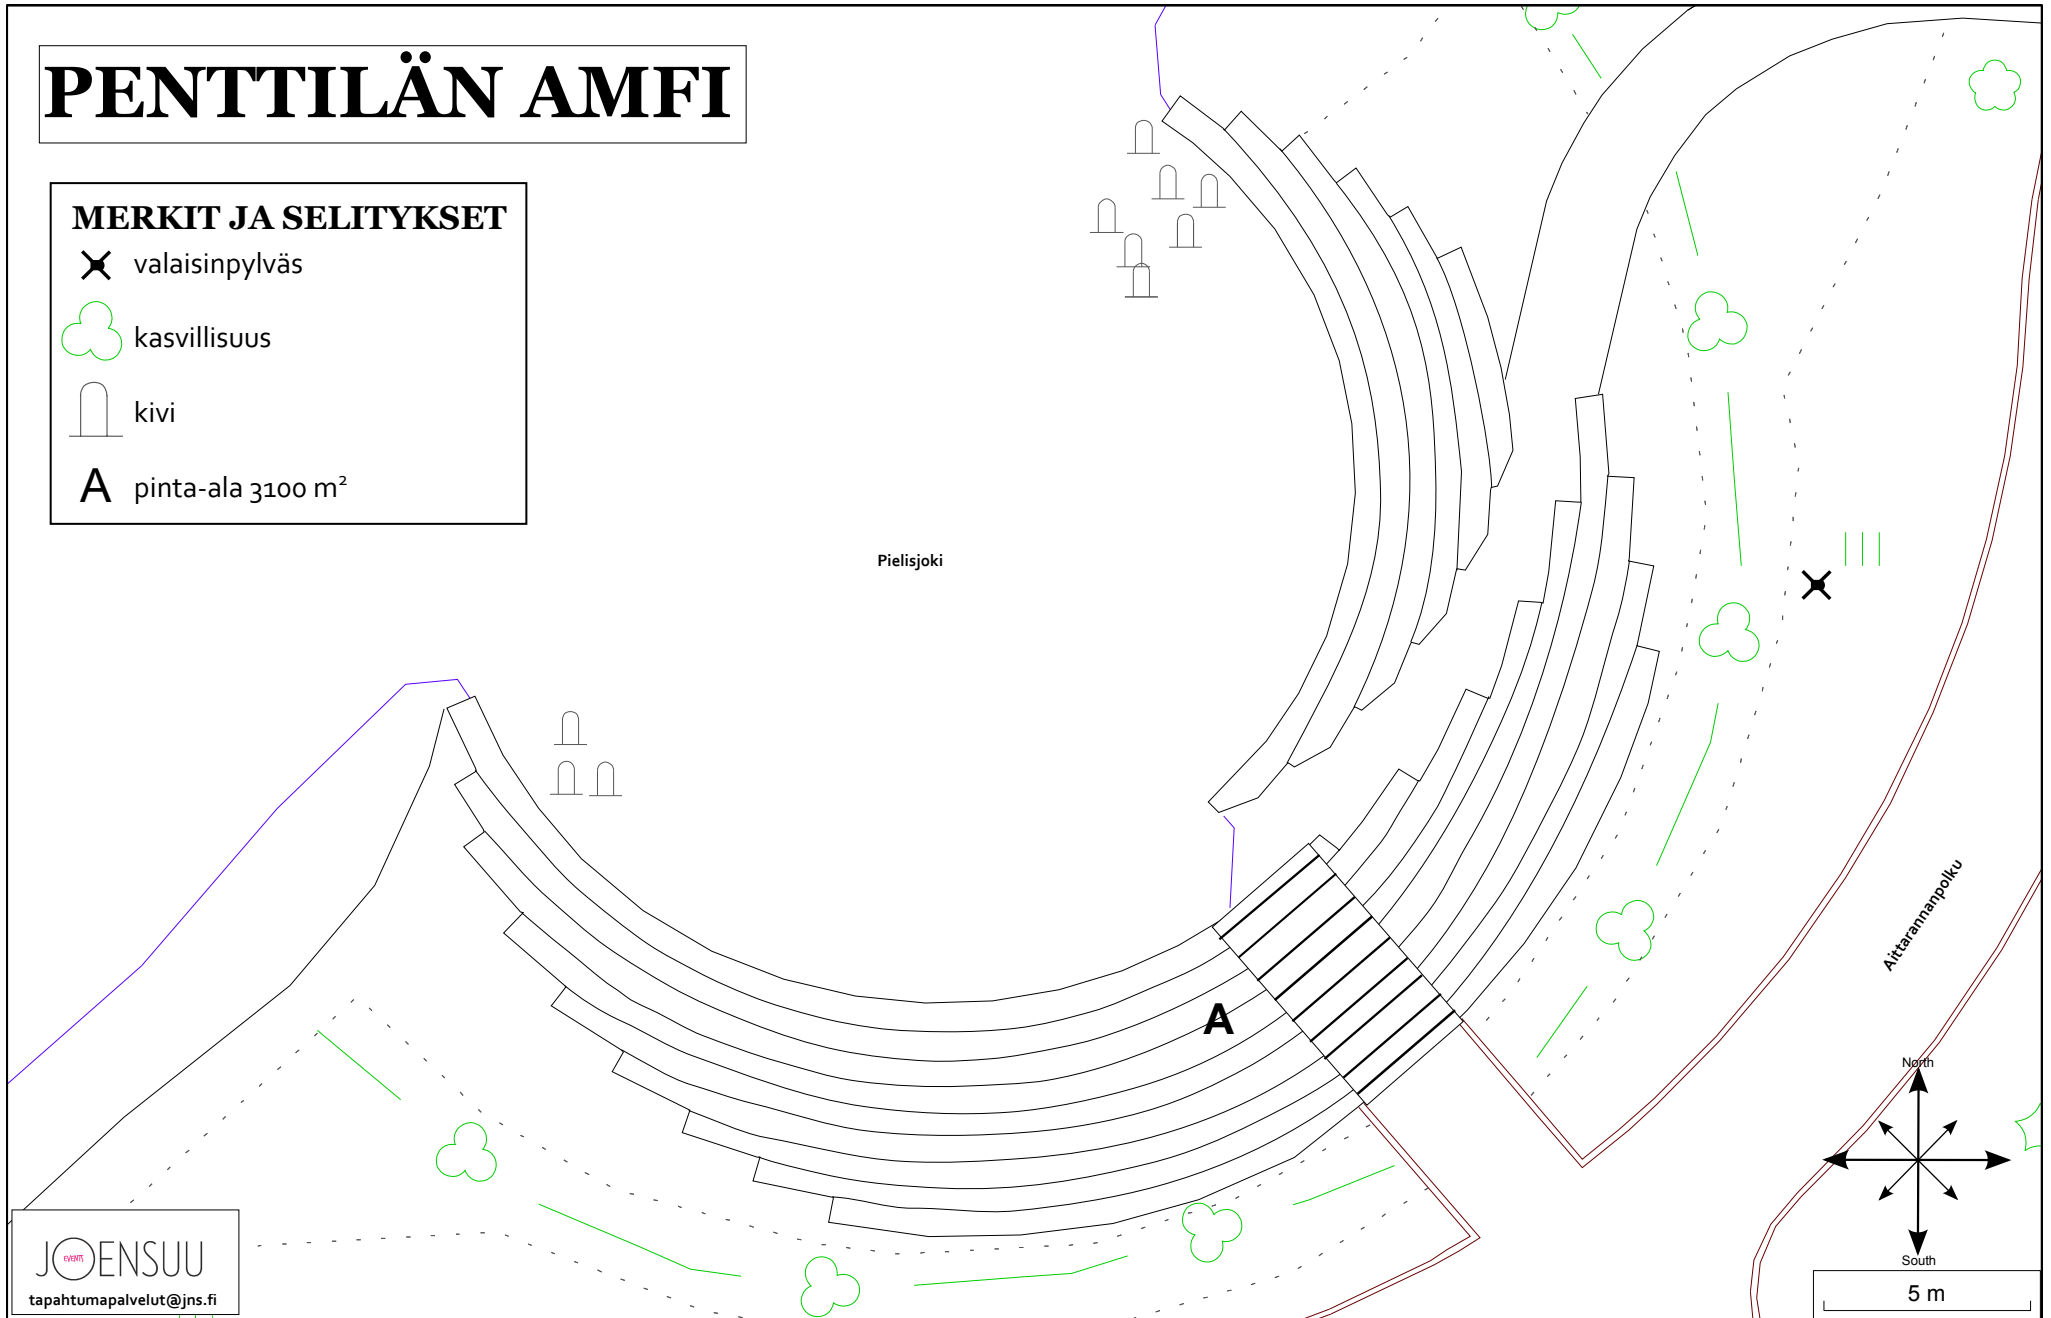 PENTTILÄN AMFI
MERKIT JA SELITYKSET
valaisinpylväs
kasvillisuus
kivi
A pinta-ala 3100 m²
Pielisjoki
Aittarannanpolku
A
North
South
5 m
JOENSUU
EVENTS
tapahtumapalvelut@jns.fi